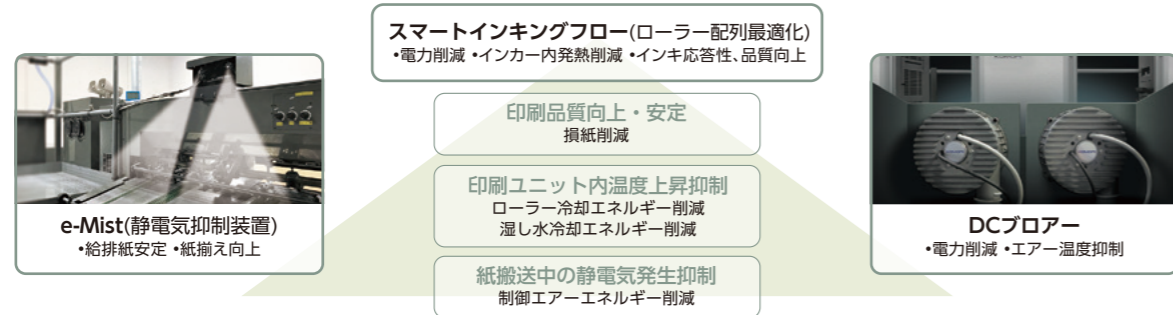 スマートインキングフロー(ローラー配列最適化)
•電力削減 •インカー内発熱削減 •インキ応答性、品質向上
印刷品質向上・安定
損紙削減
印刷ユニット内温度上昇抑制
ローラー冷却エネルギー削減
湿し水冷却エネルギー削減
紙搬送中の静電気発生抑制
制御エアーエネルギー削減
e-Mist(静電気抑制装置)
•給排紙安定 •紙揃え向上
DCブロアー
•電力削減 •エアー温度抑制